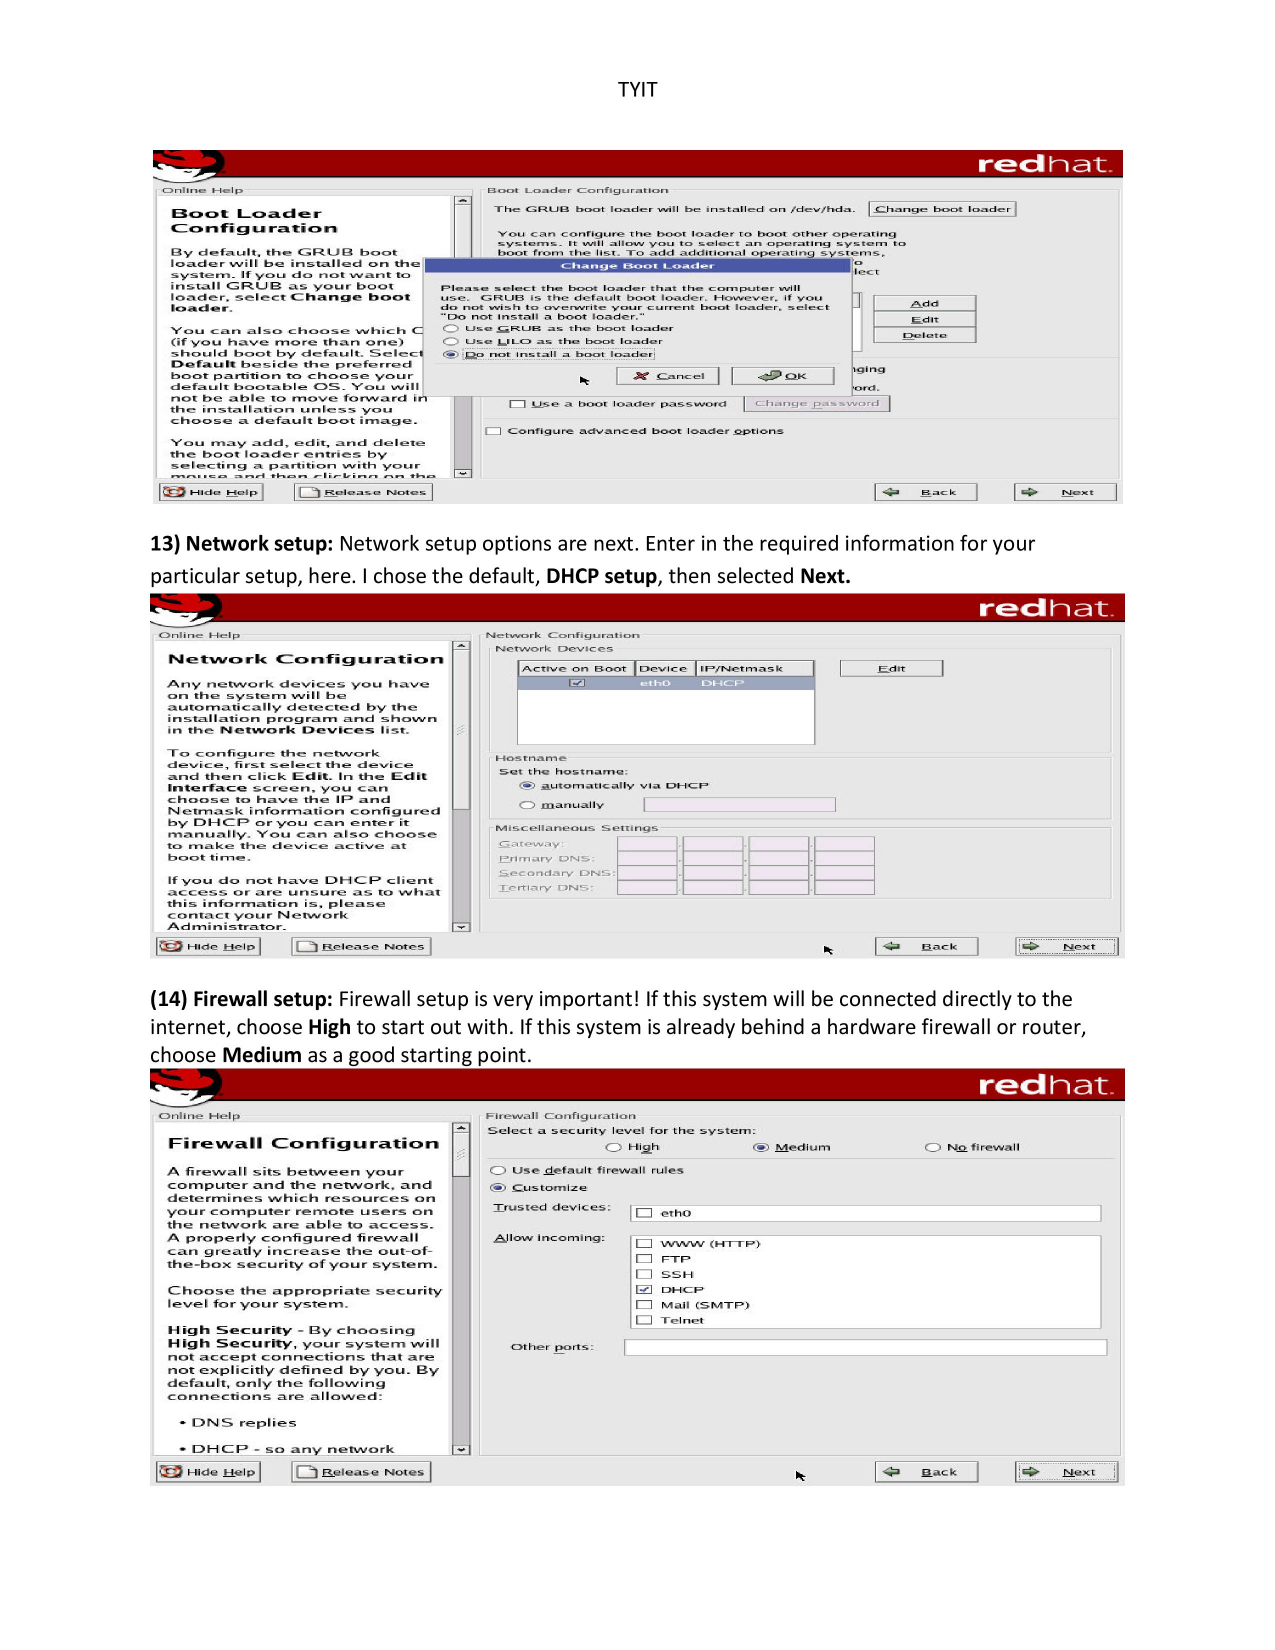 TYIT
redhat.
Online Help
Boot Loader
Configuration
By default, the GRUB boot
loader will be installed on the
system. If you do not want to
install GRUB as your boot
loader, select Change boot
loader.
You can also choose which
(if you have more than one)
should boot by default. Select
Default beside the preferred
boot partition to choose your
default bootable OS. You will
not be able to move forward in
the installation unless you
choose a default boot image.
You may add, edit, and delete
the boot loader entries by
selecting a partition with your
mouse and then clicking on the
Boot Loader Configuration
The GRUB boot loader will be installed on /dev/hda. Change boot loader
You can configure the boot loader to boot other operating
systems. It will allow you to select an operating system to
boot from the list. To add additional operating systems,
Change Boot Loader
Please select the boot loader that the computer will
use. GRUB is the default boot loader. However, if you
do not wish to overwrite your current boot loader, select
"Do not install a boot loader."
Use GRUB as the boot loader
Use LILO as the boot loader
Do not install a boot loader
Cancel OK
Add
Edit
Delete
Use a boot loader password Change password
Configure advanced boot loader options
Hide Help Release Notes Back Next
13) Network setup: Network setup options are next. Enter in the required information for your
particular setup, here. I chose the default, DHCP setup, then selected Next.
redhat.
Online Help
Network Configuration
Any network devices you have
on the system will be
automatically detected by the
installation program and shown
in the Network Devices list.
To configure the network
device, first select the device
and then click Edit. In the Edit
Interface screen, you can
choose to have the IP and
Netmask information configured
by DHCP or you can enter it
manually. You can also choose
to make the device active at
boot time.
If you do not have DHCP client
access or are unsure as to what
this information is, please
contact your Network
Administrator.
Network Configuration
Network Devices
Active on Boot Device IP/Netmask
eth0 DHCP
Edit
Hostname
Set the hostname:
automatically via DHCP
manually
Miscellaneous Settings
Gateway:
Primary DNS:
Secondary DNS:
Tertiary DNS:
Hide Help Release Notes Back Next
(14) Firewall setup: Firewall setup is very important! If this system will be connected directly to the
internet, choose High to start out with. If this system is already behind a hardware firewall or router,
choose Medium as a good starting point.
redhat.
Online Help
Firewall Configuration
A firewall sits between your
computer and the network, and
determines which resources on
your computer remote users on
the network are able to access.
A properly configured firewall
can greatly increase the out-of-
the-box security of your system.
Choose the appropriate security
level for your system.
High Security - By choosing
High Security, your system will
not accept connections that are
not explicitly defined by you. By
default, only the following
connections are allowed:
• DNS replies
• DHCP - so any network
Firewall Configuration
Select a security level for the system:
High Medium No firewall
Use default firewall rules
Customize
Trusted devices: eth0
Allow incoming: WWW (HTTP)
FTP
SSH
DHCP
Mail (SMTP)
Telnet
Other ports:
Hide Help Release Notes Back Next